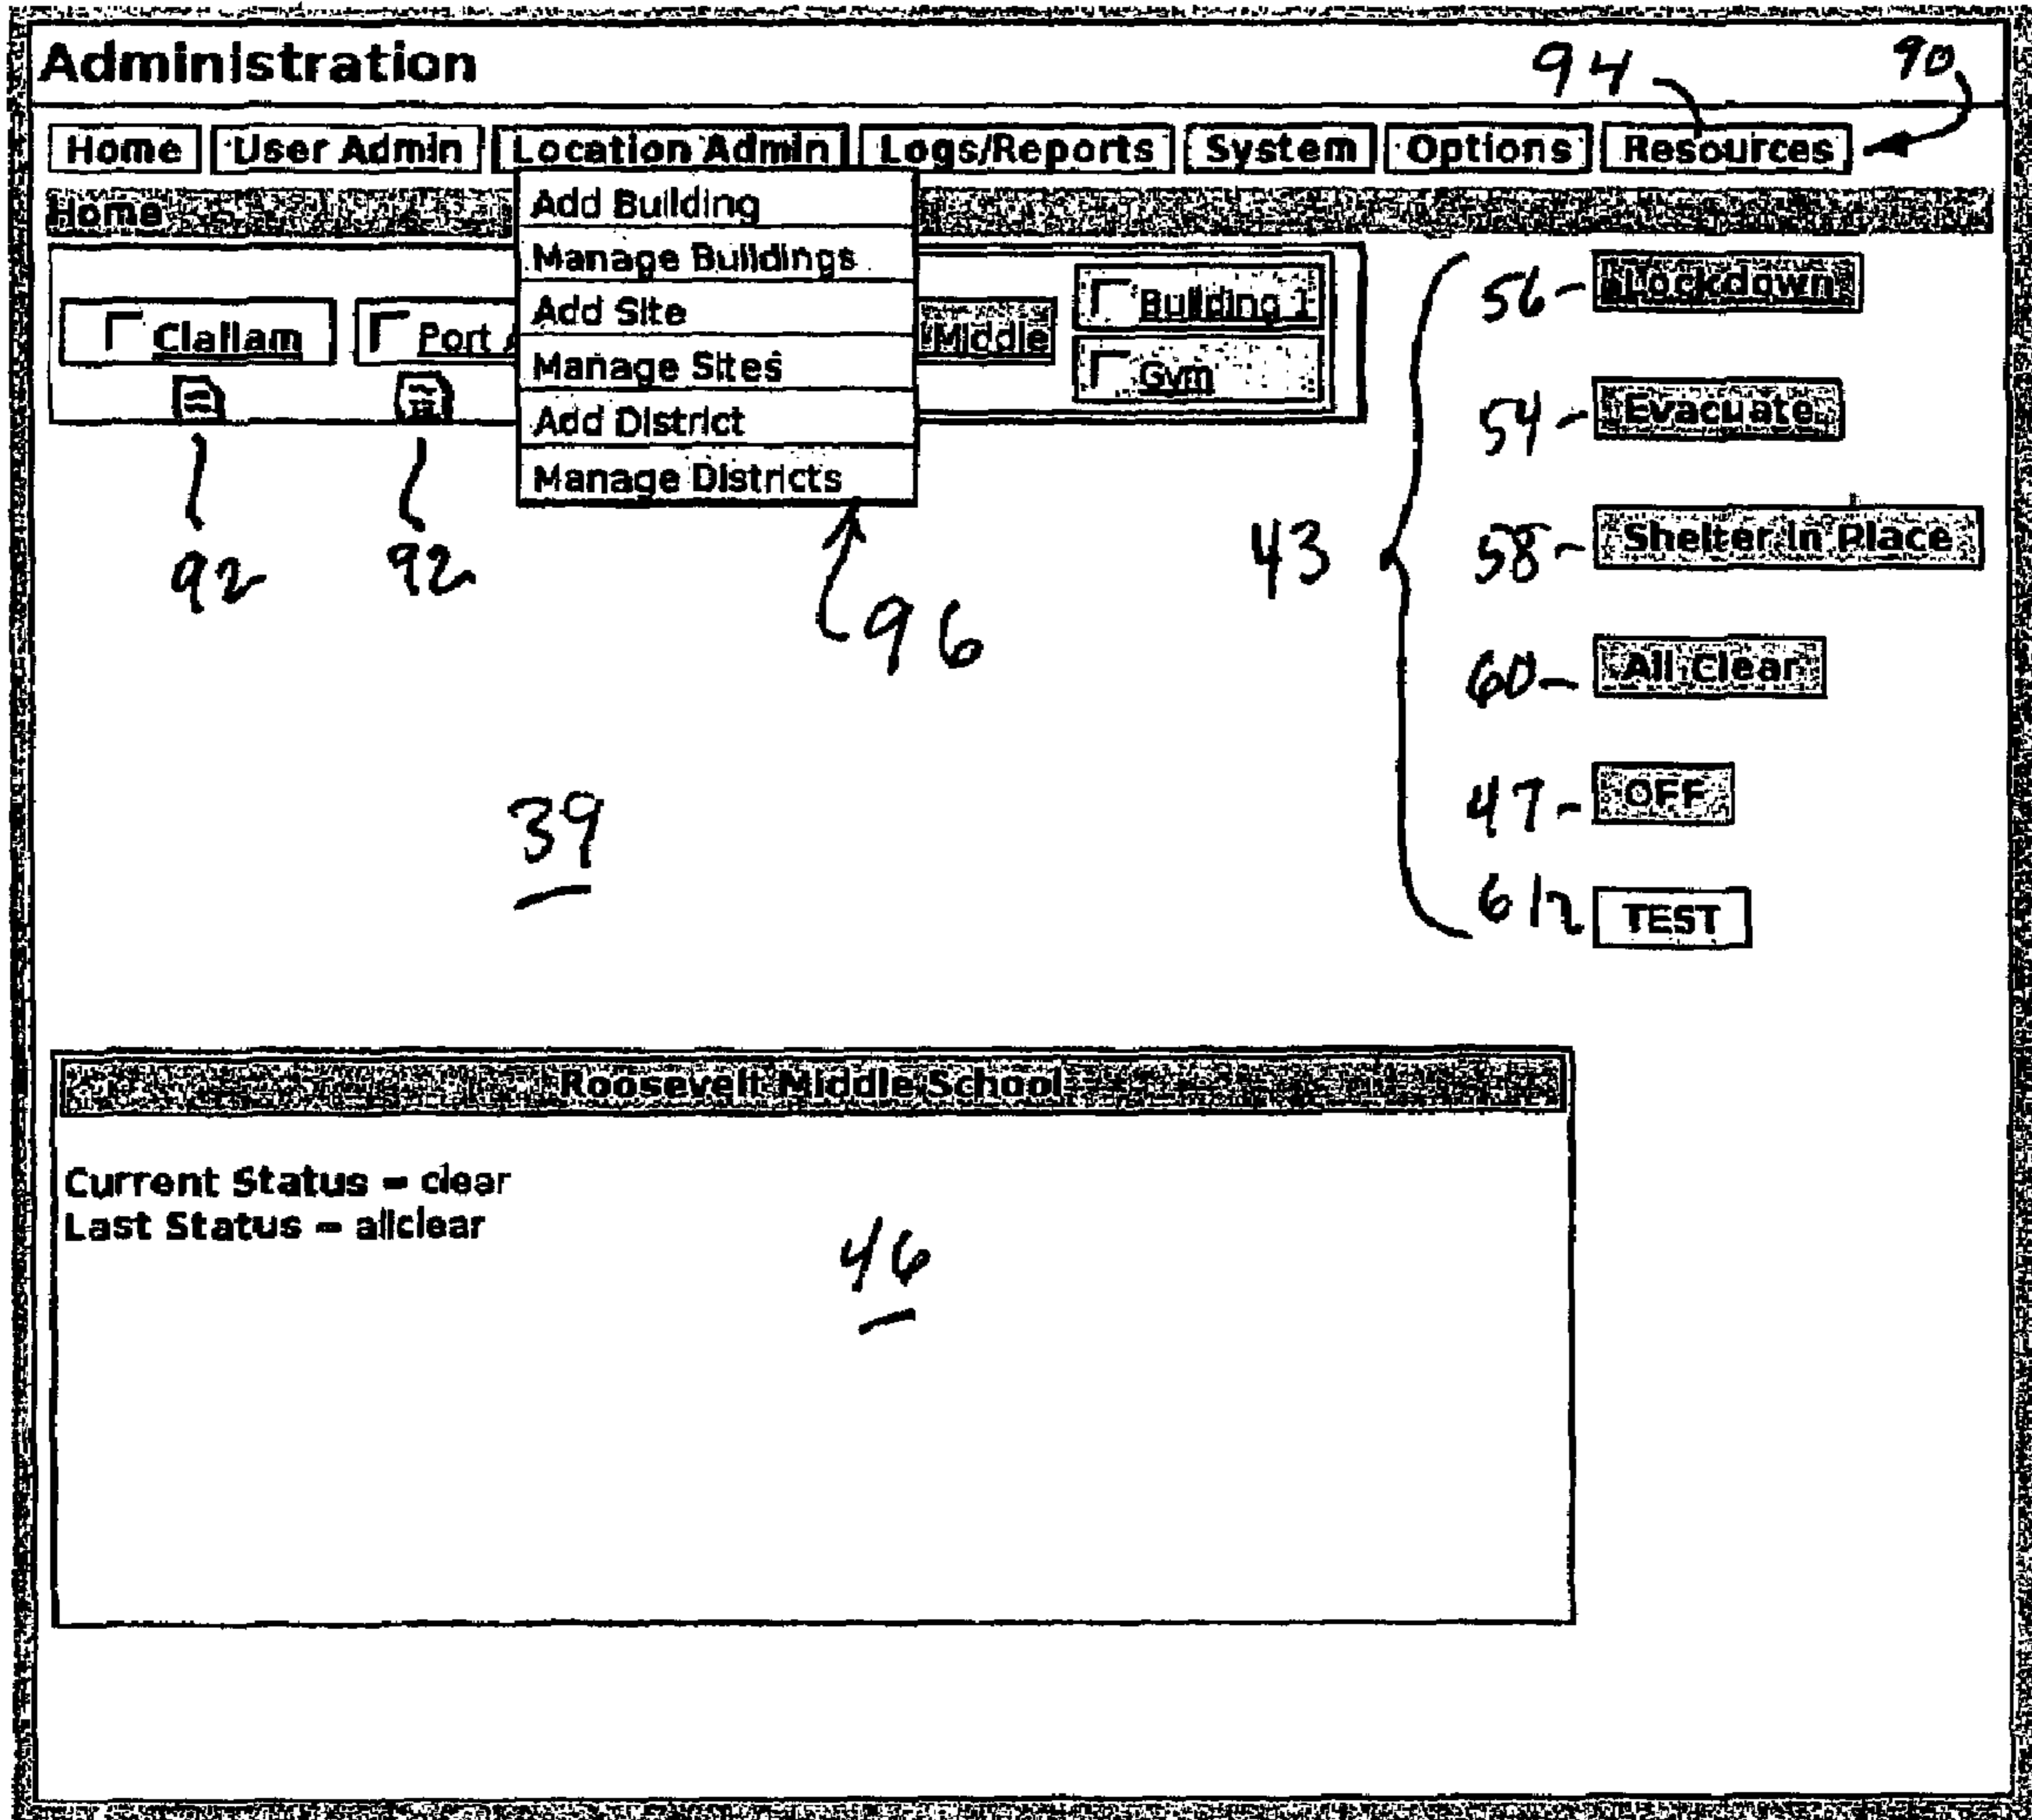 Administration
94
90
Home User Admin Location Admin Logs/Reports System Options Resources
Home
Add Building
Manage Buildings
Add Site
Manage Sites
Add District
Manage Districts
Clallam
Port
Middle
Building 1
Gym
92
92
96
43
56 Lockdown
54 Evacuate
58 Shelter In Place
60 All Clear
47 OFF
61 TEST
39
Roosevelt Middle School
Current Status = clear
Last Status = allclear
46